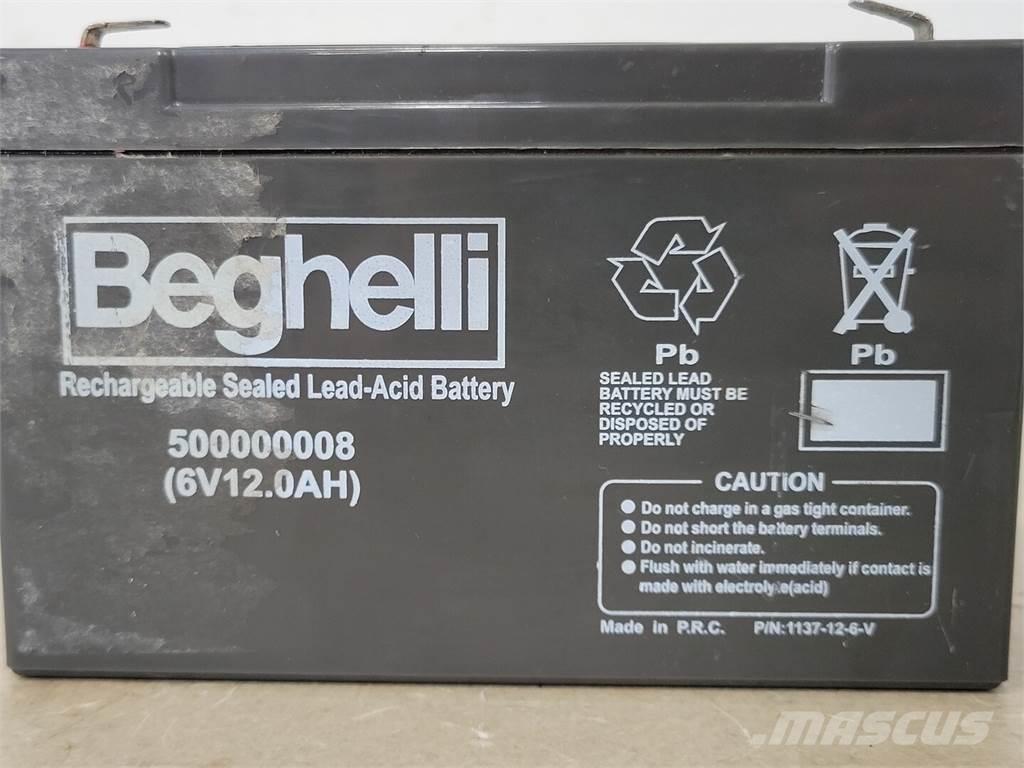 Beghelli
Rechargeable Sealed Lead-Acid Battery
500000008
(6V12.0AH)
Pb
Pb
SEALED LEAD
BATTERY MUST BE
RECYCLED OR
DISPOSED OF
PROPERLY
CAUTION
● Do not charge in a gas tight container.
● Do not short the battery terminals.
● Do not incinerate.
● Flush with water immediately if contact is
made with electroly e(acid)
Made in P.R.C. P/N:1137-12-6-V
MASCUS